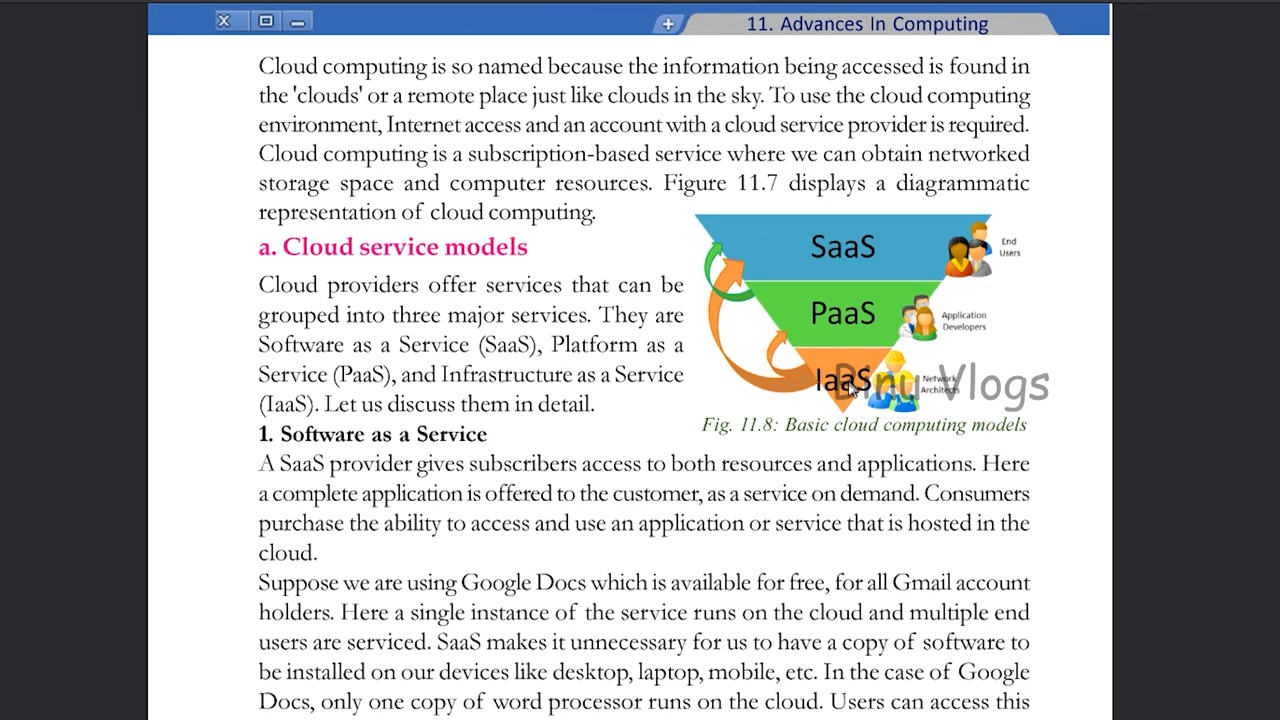 11. Advances In Computing
Cloud computing is so named because the information being accessed is found in
the 'clouds' or a remote place just like clouds in the sky. To use the cloud computing
environment, Internet access and an account with a cloud service provider is required.
Cloud computing is a subscription-based service where we can obtain networked
storage space and computer resources. Figure 11.7 displays a diagrammatic
representation of cloud computing.
a. Cloud service models
Cloud providers offer services that can be
grouped into three major services. They are
Software as a Service (SaaS), Platform as a
Service (PaaS), and Infrastructure as a Service
(IaaS). Let us discuss them in detail.
SaaS
End
Users
PaaS
Application
Developers
IaaS
Network
Architects
Binu Vlogs
Fig. 11.8: Basic cloud computing models
1. Software as a Service
A SaaS provider gives subscribers access to both resources and applications. Here
a complete application is offered to the customer, as a service on demand. Consumers
purchase the ability to access and use an application or service that is hosted in the
cloud.
Suppose we are using Google Docs which is available for free, for all Gmail account
holders. Here a single instance of the service runs on the cloud and multiple end
users are serviced. SaaS makes it unnecessary for us to have a copy of software to
be installed on our devices like desktop, laptop, mobile, etc. In the case of Google
Docs, only one copy of word processor runs on the cloud. Users can access this